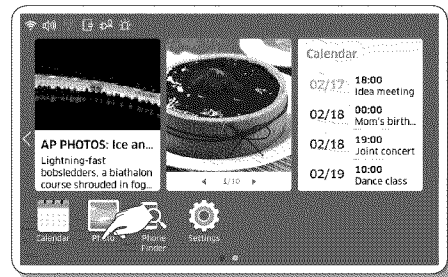 AP PHOTOS: Ice an...
Lightning-fast
bobsledders, a biathalon
course shrouded in fog...
1/10
Calendar
02/17 18:00
Idea meeting
02/18 00:00
Mom's birth...
02/18 19:00
Joint concert
02/19 10:00
Dance class
Calendar
Photo
Phone
Finder
Settings